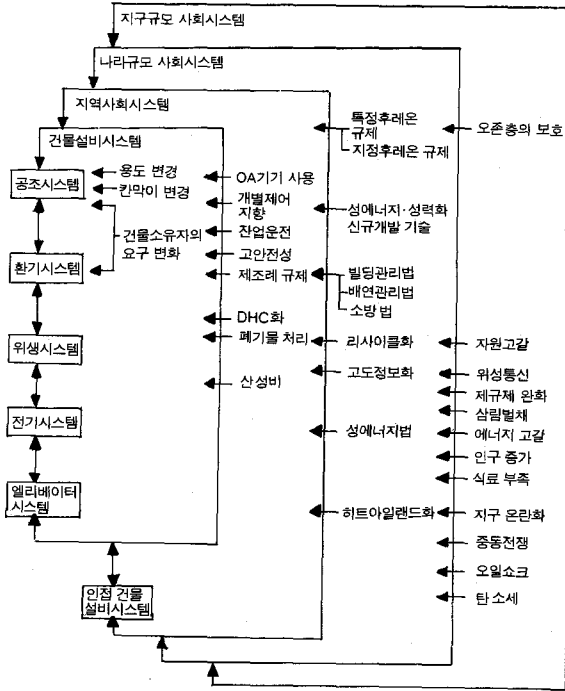 지구규모 사회시스템
나라규모 사회시스템
지역사회시스템
건물설비시스템
공조시스템
환기시스템
위생시스템
전기시스템
엘리베이터
시스템
인접 건물
설비시스템
용도 변경
칸막이 변경
건물소유자의
요구 변화
OA기기 사용
개별제어
지향
잔업운전
고안전성
제조례 규제
DHC화
폐기물 처리
산성비
특정후레온
규제
지정후레온 규제
성에너지·성력화
신규개발 기술
빌딩관리법
배연관리법
소방 법
리사이클화
고도정보화
성에너지법
히트아일랜드화
오존층의 보호
자원고갈
위성통신
제규제 완화
삼림벌채
에너지 고갈
인구 증가
식료 부족
지구 온란화
중동전쟁
오일쇼크
탄 소세